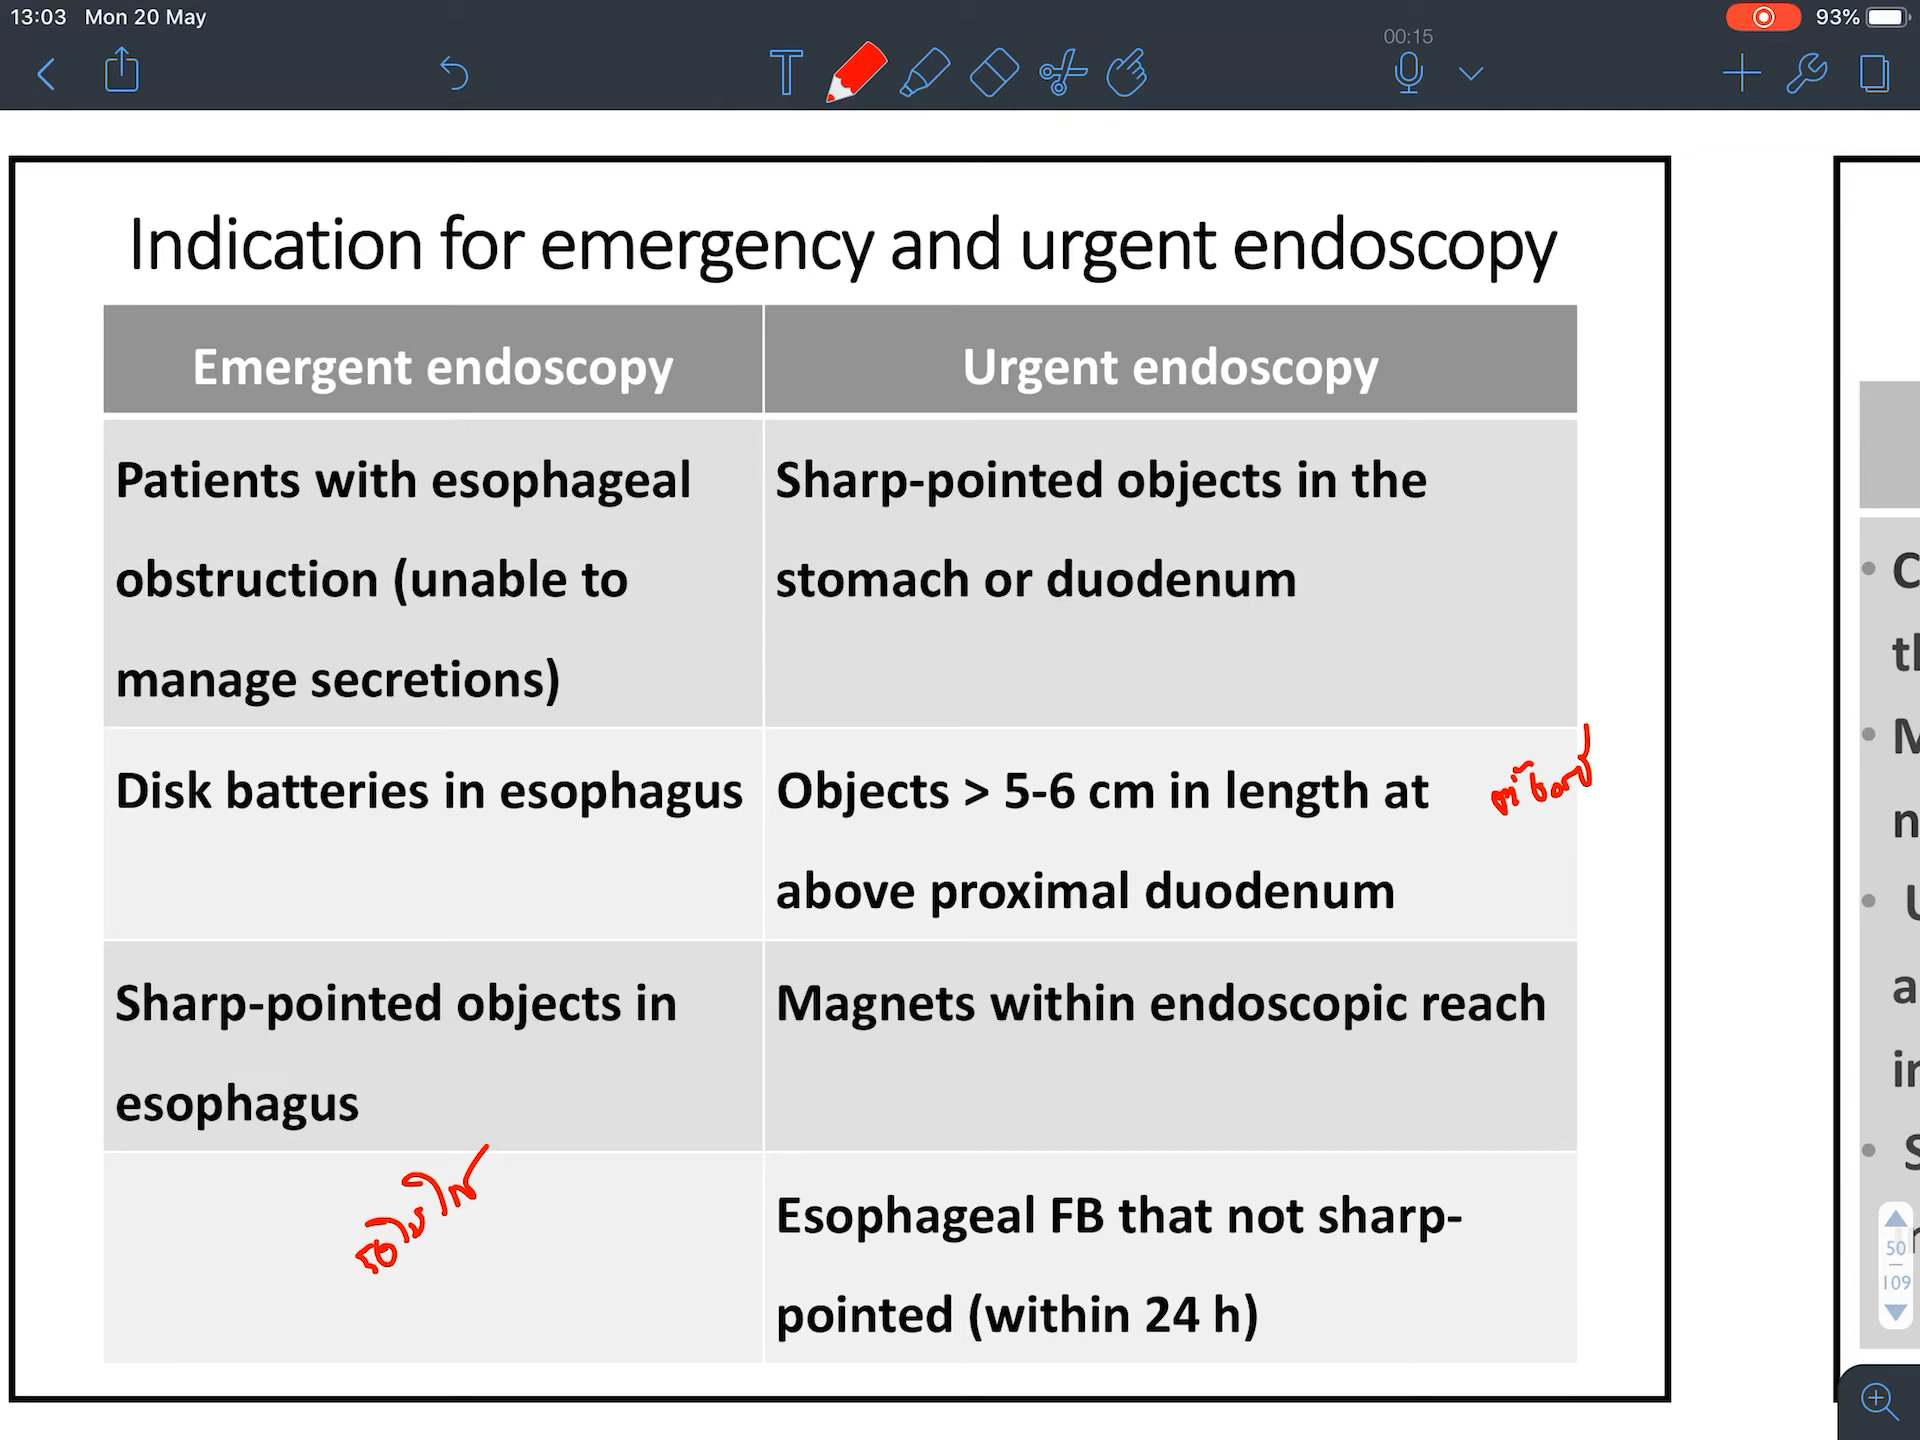 13:03 Mon 20 May
93%
00:15
T
Indication for emergency and urgent endoscopy
Emergent endoscopy
Urgent endoscopy
Patients with esophageal
obstruction (unable to
manage secretions)
Sharp-pointed objects in the
stomach or duodenum
Disk batteries in esophagus
Objects > 5-6 cm in length at
above proximal duodenum
Sharp-pointed objects in
esophagus
Magnets within endoscopic reach
Esophageal FB that not sharp-
pointed (within 24 h)
50
109